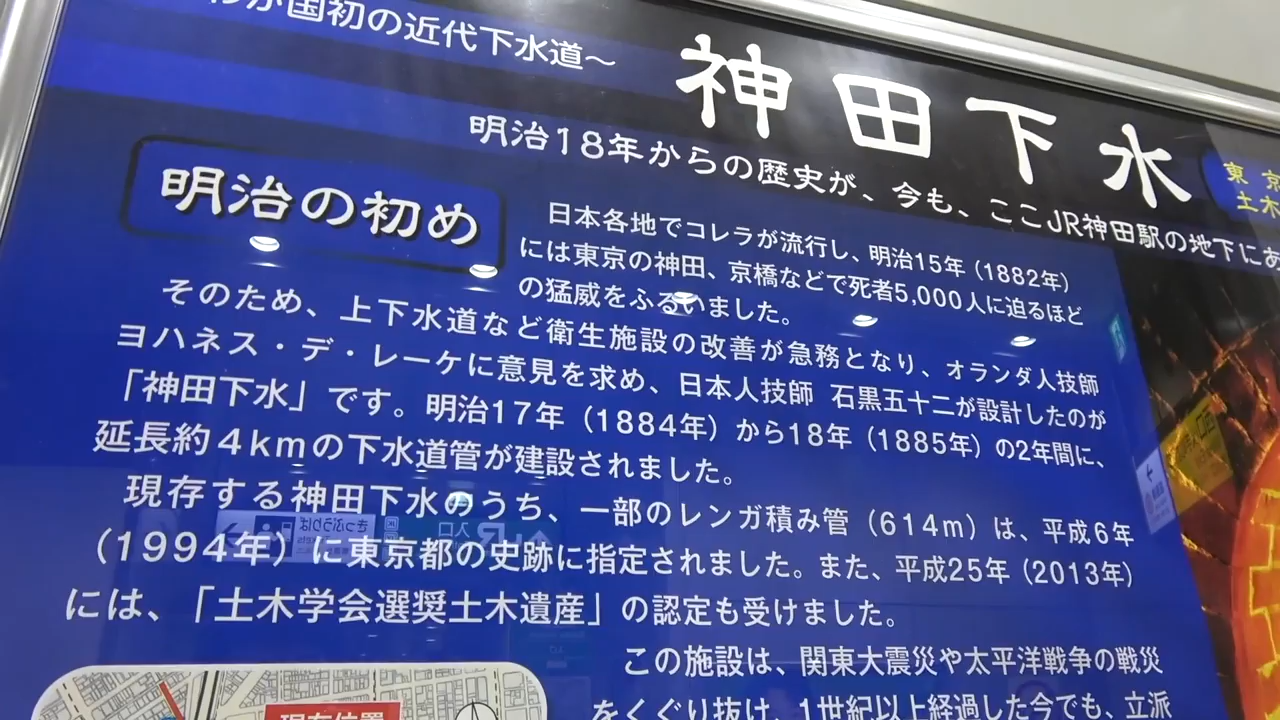 わが国初の近代下水道～
神田下水
明治18年からの歴史が、今も、ここJR神田駅の地下にあ
東京
土木
明治の初め
日本各地でコレラが流行し、明治15年（1882年）
には東京の神田、京橋などで死者5,000人に迫るほど
の猛威をふるいました。
そのため、上下水道など衛生施設の改善が急務となり、オランダ人技師
ヨハネス・デ・レーケに意見を求め、日本人技師 石黒五十二が設計したのが
「神田下水」です。明治17年（1884年）から18年（1885年）の2年間に、
延長約4kmの下水道管が建設されました。
現存する神田下水のうち、一部のレンガ積み管（614m）は、平成6年
（1994年）に東京都の史跡に指定されました。また、平成25年（2013年）
には、「土木学会選奨土木遺産」の認定も受けました。
この施設は、関東大震災や太平洋戦争の戦災
をくぐり抜け、1世紀以上経過した今でも、立派
現在位置